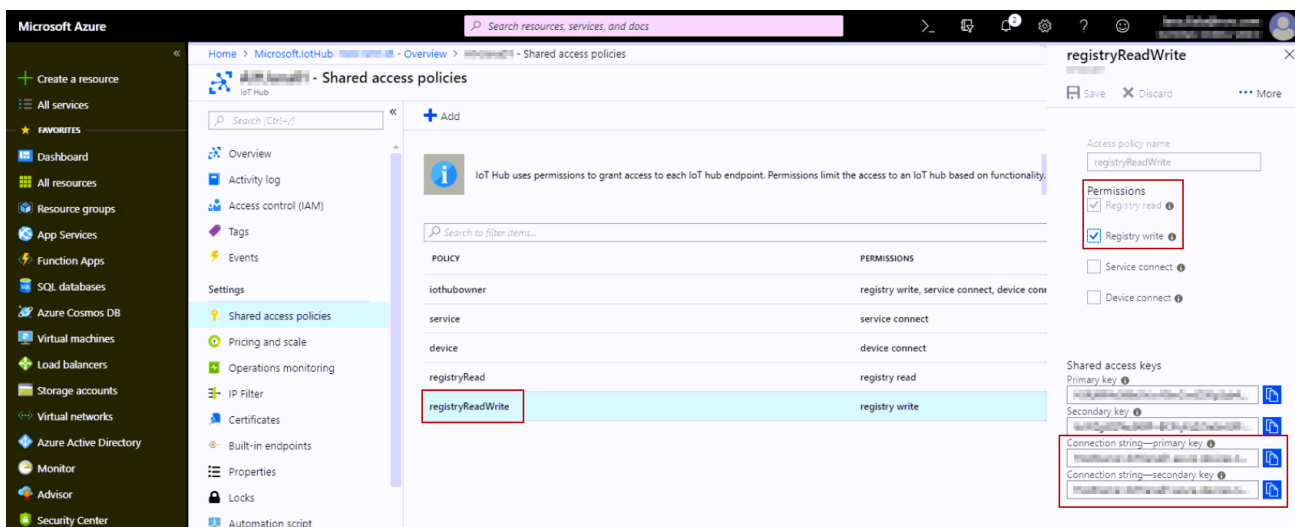 Microsoft Azure
Search resources, services, and docs
2
Home > Microsoft.IotHub - Overview > - Shared access policies
- Shared access policies
IoT Hub
Create a resource
All services
FAVORITES
Dashboard
All resources
Resource groups
App Services
Function Apps
SQL databases
Azure Cosmos DB
Virtual machines
Load balancers
Storage accounts
Virtual networks
Azure Active Directory
Monitor
Advisor
Security Center
Search (Ctrl+/)
Overview
Activity log
Access control (IAM)
Tags
Events
Settings
Shared access policies
Pricing and scale
Operations monitoring
IP Filter
Certificates
Built-in endpoints
Properties
Locks
Automation script
Add
IoT Hub uses permissions to grant access to each IoT hub endpoint. Permissions limit the access to an IoT hub based on functionality.
Search to filter items...
POLICY PERMISSIONS
iothubowner registry write, service connect, device conn
service service connect
device device connect
registryRead registry read
registryReadWrite registry write
registryReadWrite
Save Discard More
Access policy name
registryReadWrite
Permissions
Registry read
Registry write
Service connect
Device connect
Shared access keys
Primary key
Secondary key
Connection string—primary key
Connection string—secondary key